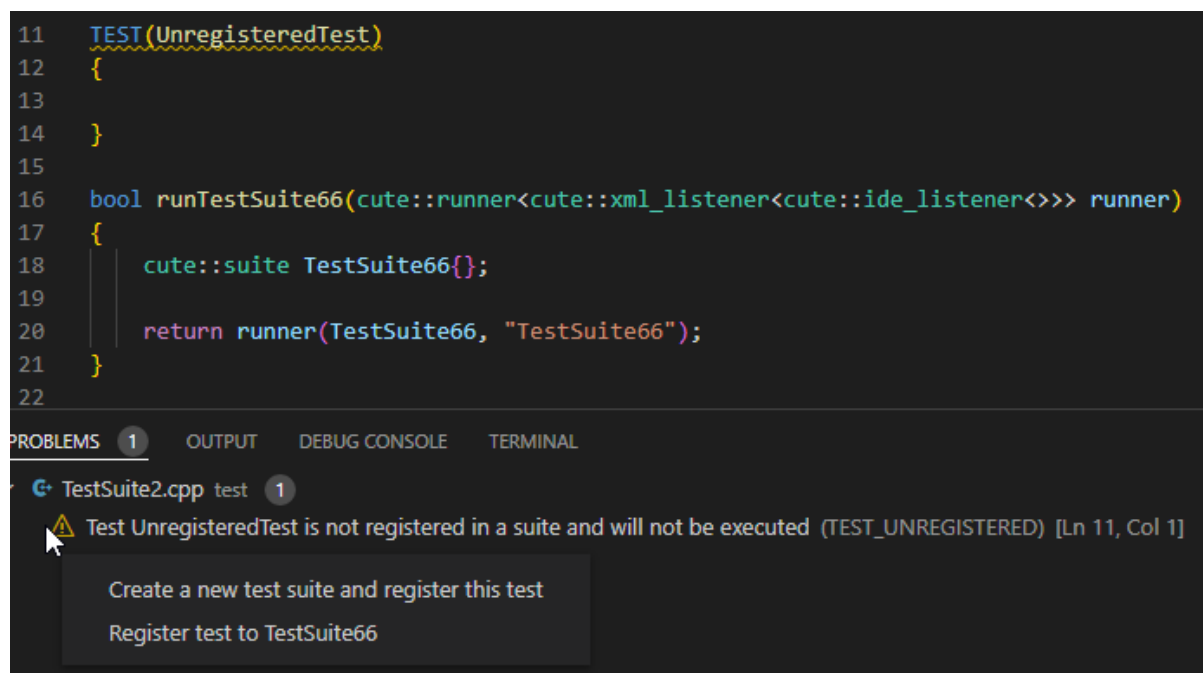 11 TEST(UnregisteredTest)
12 {
13
14 }
15
16 bool runTestSuite66(cute::runner<cute::xml_listener<cute::ide_listener<>>> runner)
17 {
18 cute::suite TestSuite66{};
19
20 return runner(TestSuite66, "TestSuite66");
21 }
22
PROBLEMS 1 OUTPUT DEBUG CONSOLE TERMINAL
TestSuite2.cpp test 1
Test UnregisteredTest is not registered in a suite and will not be executed (TEST_UNREGISTERED) [Ln 11, Col 1]
Create a new test suite and register this test
Register test to TestSuite66